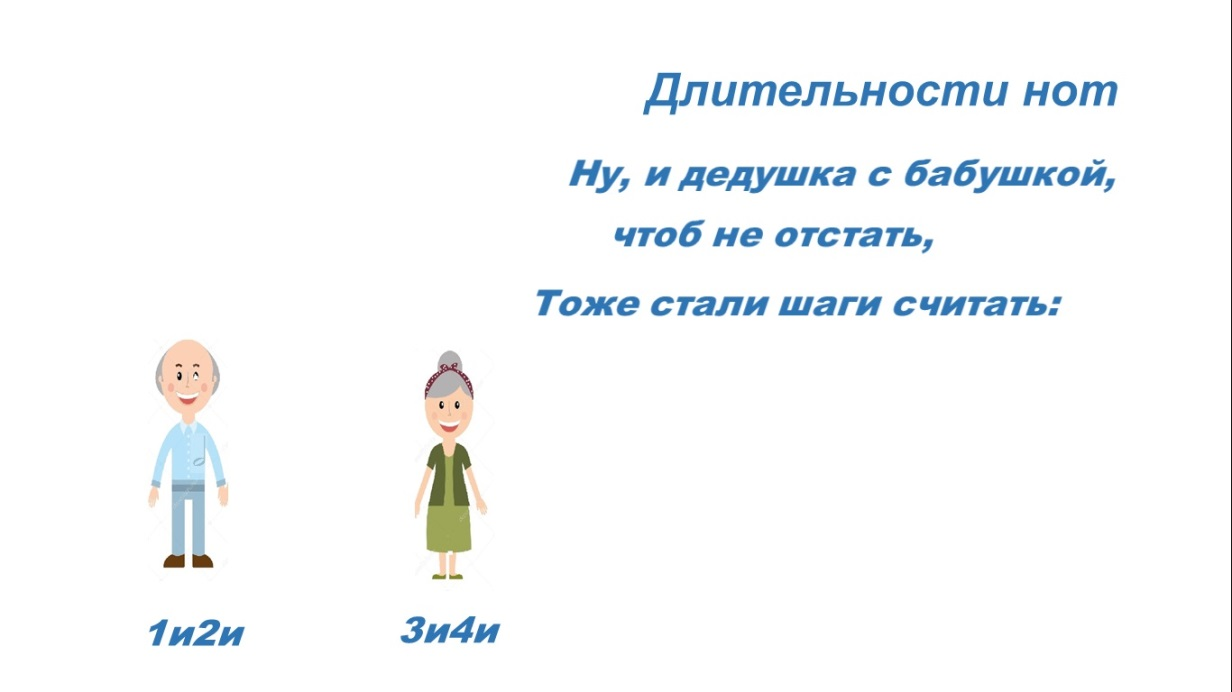 Длительности нот
Ну, и дедушка с бабушкой,
чтоб не отстать,
Тоже стали шаги считать:
1и2и
3и4и